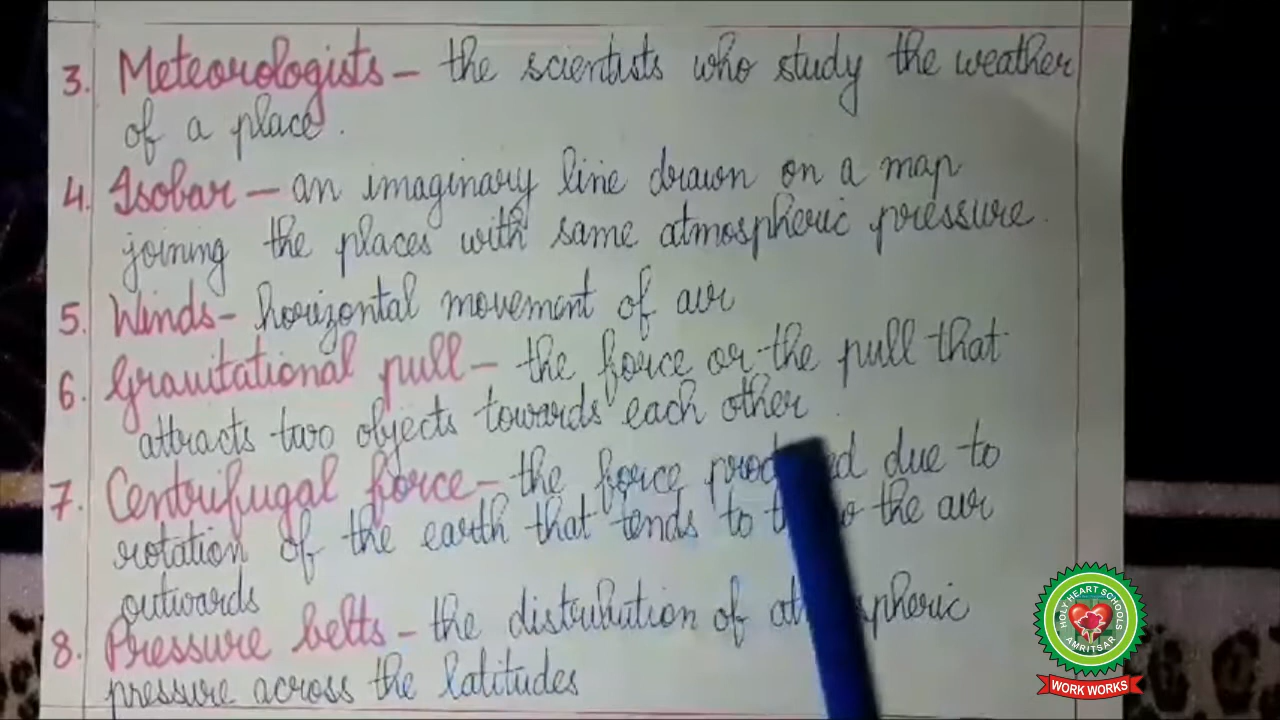 3. Meteorologists - the scientists who study the weather
of a place.
4. Isobar - an imaginary line drawn on a map
joining the places with same atmospheric pressure.
5. Winds - horizontal movement of air
6. Gravitational pull - the force or the pull that
attracts two objects towards each other
7. Centrifugal force - the force due to
rotation of the earth that tends to the air
outwards
8. Pressure belts - the distribution of
pressure across the latitudes
HOLY HEART SCHOOLS
AMRITSAR
WORK WORKS